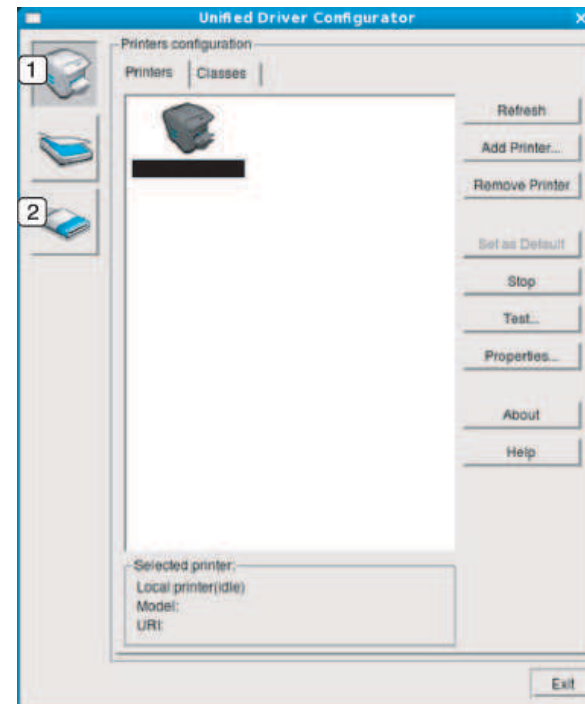 Unified Driver Configurator
Printers configuration
1
Printers
Classes
Refresh
Add Printer...
Remove Printer
2
Set as Default
Stop
Test...
Properties...
About
Help
Selected printer:
Local printer(idle)
Model:
URI:
Exit